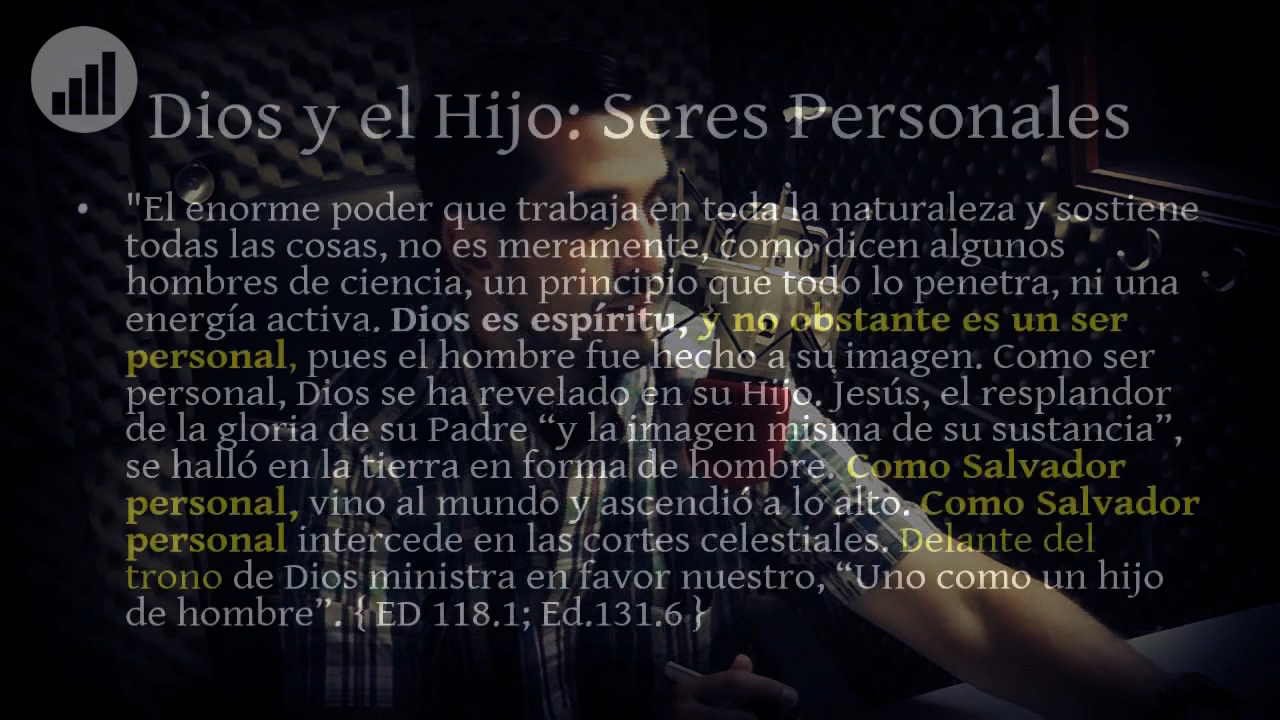 Dios y el Hijo: Seres Personales
• "El enorme poder que trabaja en toda la naturaleza y sostiene
todas las cosas, no es meramente, como dicen algunos
hombres de ciencia, un principio que todo lo penetra, ni una
energía activa. Dios es espíritu, y no obstante es un ser
personal, pues el hombre fue hecho a su imagen. Como ser
personal, Dios se ha revelado en su Hijo. Jesús, el resplandor
de la gloria de su Padre “y la imagen misma de su sustancia”,
se halló en la tierra en forma de hombre. Como Salvador
personal, vino al mundo y ascendió a lo alto. Como Salvador
personal intercede en las cortes celestiales. Delante del
trono de Dios ministra en favor nuestro, “Uno como un hijo
de hombre”. { ED 118.1; Ed.131.6 }